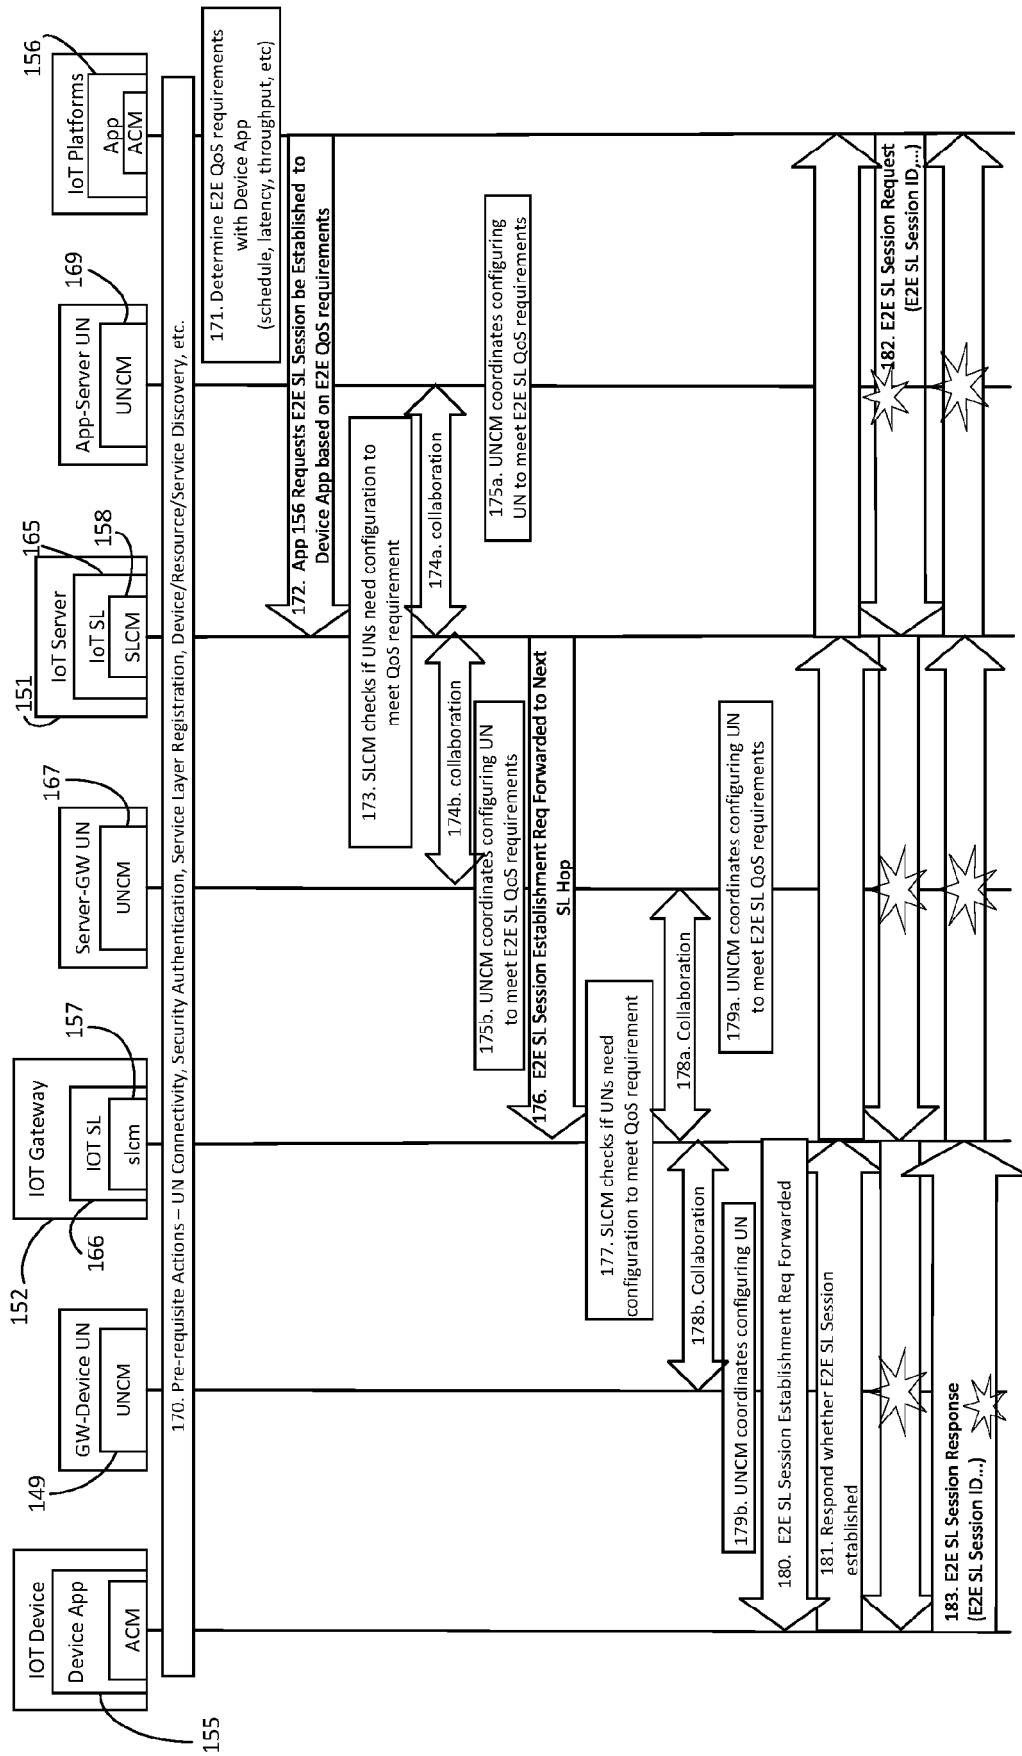 IOT Device
Device App
ACM
155
GW-Device UN
UNCM
149
IOT Gateway
IOT SL
slcm
152
166
157
Server-GW UN
UNCM
167
IoT Server
IoT SL
SLCM
151
165
158
App-Server UN
UNCM
169
IoT Platforms
App
ACM
156
170. Pre-requisite Actions – UN Connectivity, Security Authentication, Service Layer Registration, Device/Resource/Service Discovery, etc.
171. Determine E2E QoS requirements
with Device App
(schedule, latency, throughput, etc)
172. App 156 Requests E2E SL Session be Established to
Device App based on E2E QoS requirements
173. SLCM checks if UNs need configuration to
meet QoS requirement
174a. collaboration
174b. collaboration
175a. UNCM coordinates configuring
UN to meet E2E SL QoS requirements
175b. UNCM coordinates configuring UN
to meet E2E SL QoS requirements
176. E2E SL Session Establishment Req Forwarded to Next
SL Hop
177. SLCM checks if UNs need
configuration to meet QoS requirement
178a. Collaboration
178b. Collaboration
179a. UNCM coordinates configuring UN
to meet E2E SL QoS requirements
179b. UNCM coordinates configuring UN
180. E2E SL Session Establishment Req Forwarded
181. Respond whether E2E SL Session
established
182. E2E SL Session Request
(E2E SL Session ID,...)
183. E2E SL Session Response
(E2E SL Session ID,...)